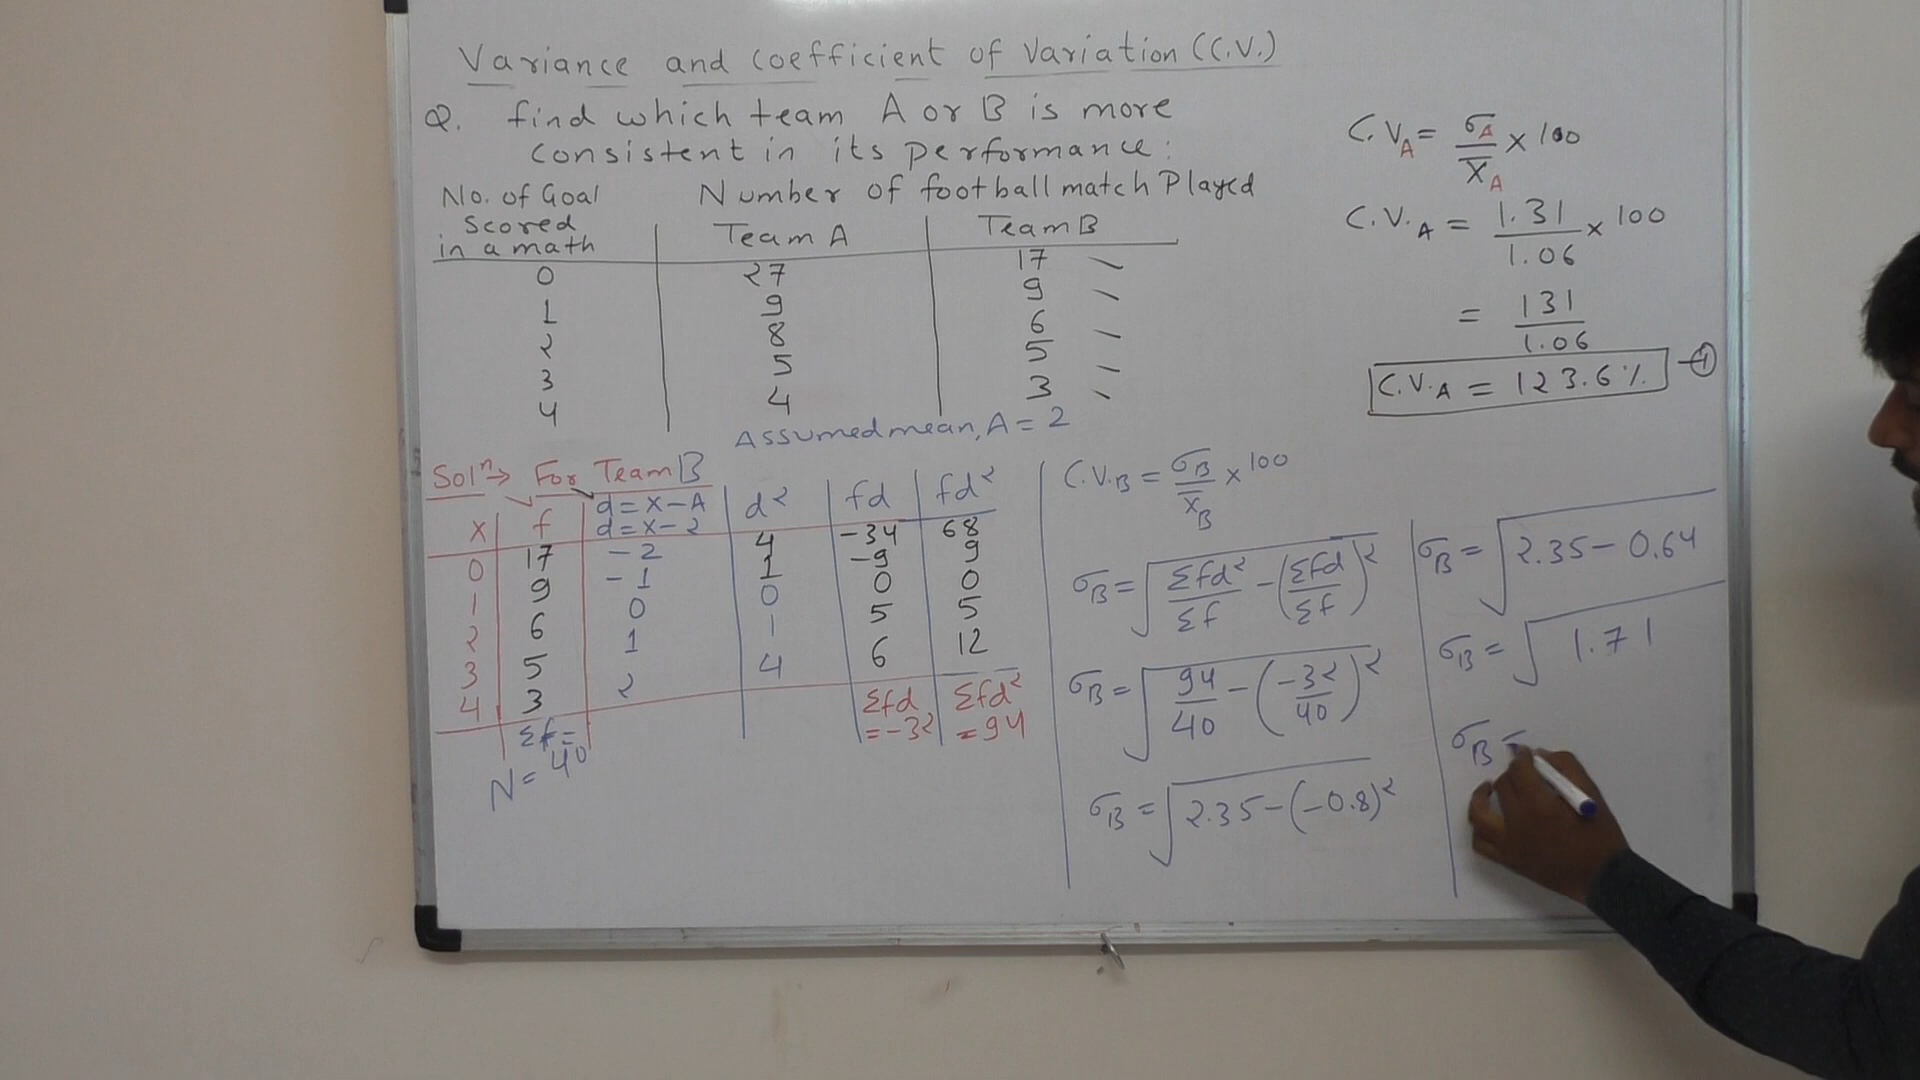 Variance and Coefficient of Variation (C.V.)
Q. find which team A or B is more
consistent in its performance:
No. of Goal
Scored
in a math
Number of football match Played
Team A
Team B
0 27 17
1 9 9
2 8 6
3 5 5
4 4 3
Assumed mean, A = 2
Solⁿ → For Team B
x f d = x - A d² fd fd²
d = x - 2
0 17 -2 4 -34 68
1 9 -1 1 -9 9
2 6 0 0 0 0
3 5 1 1 5 5
4 3 2 4 6 12
Σf = 40
Σfd = -32
Σfd² = 94
N = 40
C.V.B = σB / x̄B × 100
σB = √(Σfd²/Σf - (Σfd/Σf)²)
σB = √(94/40 - (-32/40)²)
σB = √(2.35 - (-0.8)²)
σB = √(2.35 - 0.64)
σB = √1.71
σB =
C.VA = σA / x̄A × 100
C.V.A = 1.31 / 1.06 × 100
= 131 / 1.06
C.V.A = 123.6% - ①